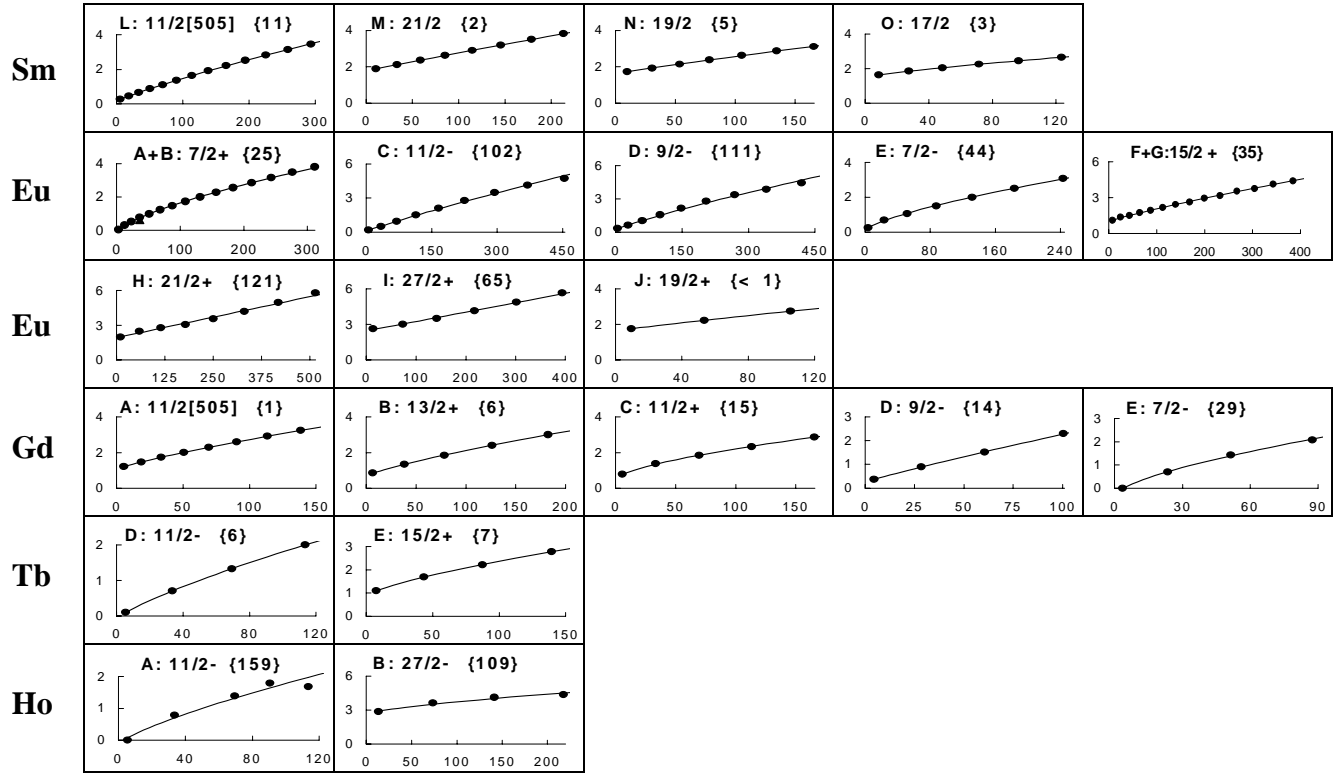 L: 11/2[505] {11} M: 21/2 {2} N: 19/2 {5} O: 17/2 {3}
4 4 4 4
Sm
2 2 2 2
0 0 0 0
0 100 200 300 0 50 100 150 200 0 50 100 150 0 40 80 120
A+B: 7/2+ {25} C: 11/2- {102} D: 9/2- {111} E: 7/2- {44} F+G:15/2 + {35}
4 6 6 4 6
Eu
2 3 3 2 3
0 0 0 0 0
0 100 200 300 0 150 300 450 0 150 300 450 0 80 160 240 0 100 200 300 400
H: 21/2+ {121} I: 27/2+ {65} J: 19/2+ {< 1}
6 6 4
Eu
3 3 2
0 0 0
0 125 250 375 500 0 100 200 300 400 0 40 80 120
A: 11/2[505] {1} B: 13/2+ {6} C: 11/2+ {15} D: 9/2- {14} E: 7/2- {29}
4 4 4 3 3
Gd
2 2 2 2 2
1 1
0 0 0 0 0
0 50 100 150 0 50 100 150 200 0 50 100 150 0 25 50 75 100 0 30 60 90
D: 11/2- {6} E: 15/2+ {7}
2 3
Tb
2
1 1
0 0
0 40 80 120 0 50 100 150
A: 11/2- {159} B: 27/2- {109}
2 6
Ho
1 3
0 0
0 40 80 120 0 50 100 150 200